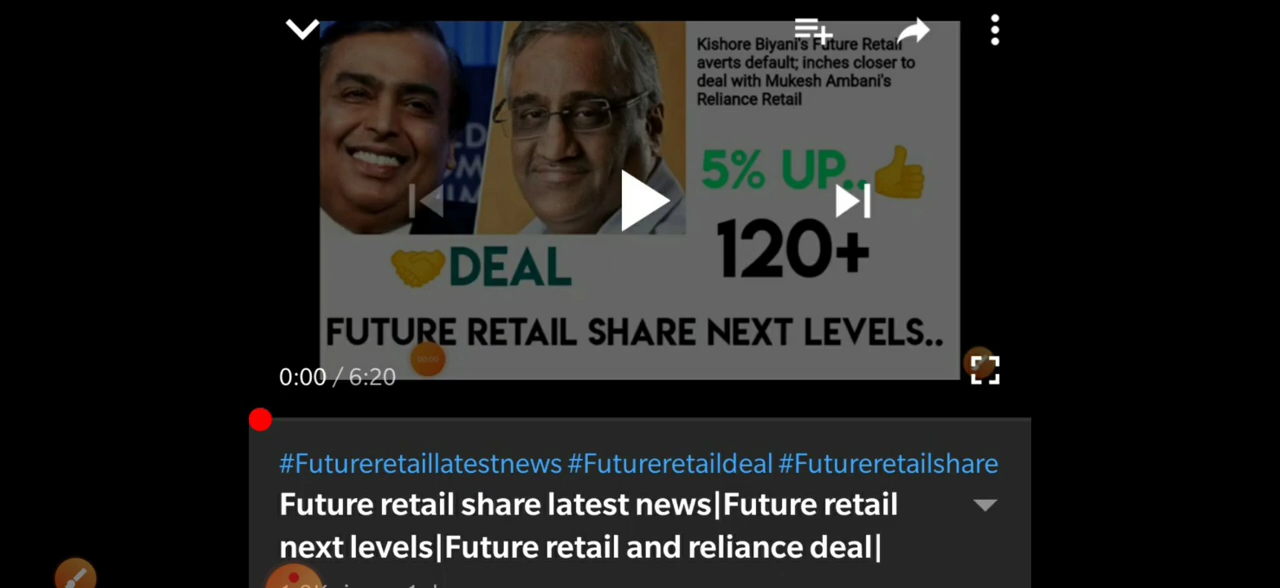 Kishore Biyani's Future Retail
averts default; inches closer to
deal with Mukesh Ambani's
Reliance Retail
5% UP..
120+
DEAL
FUTURE RETAIL SHARE NEXT LEVELS..
00:00
0:00 / 6:20
#Futureretaillatestnews #Futureretaildeal #Futureretailshare
Future retail share latest news|Future retail
next levels|Future retail and reliance deal|